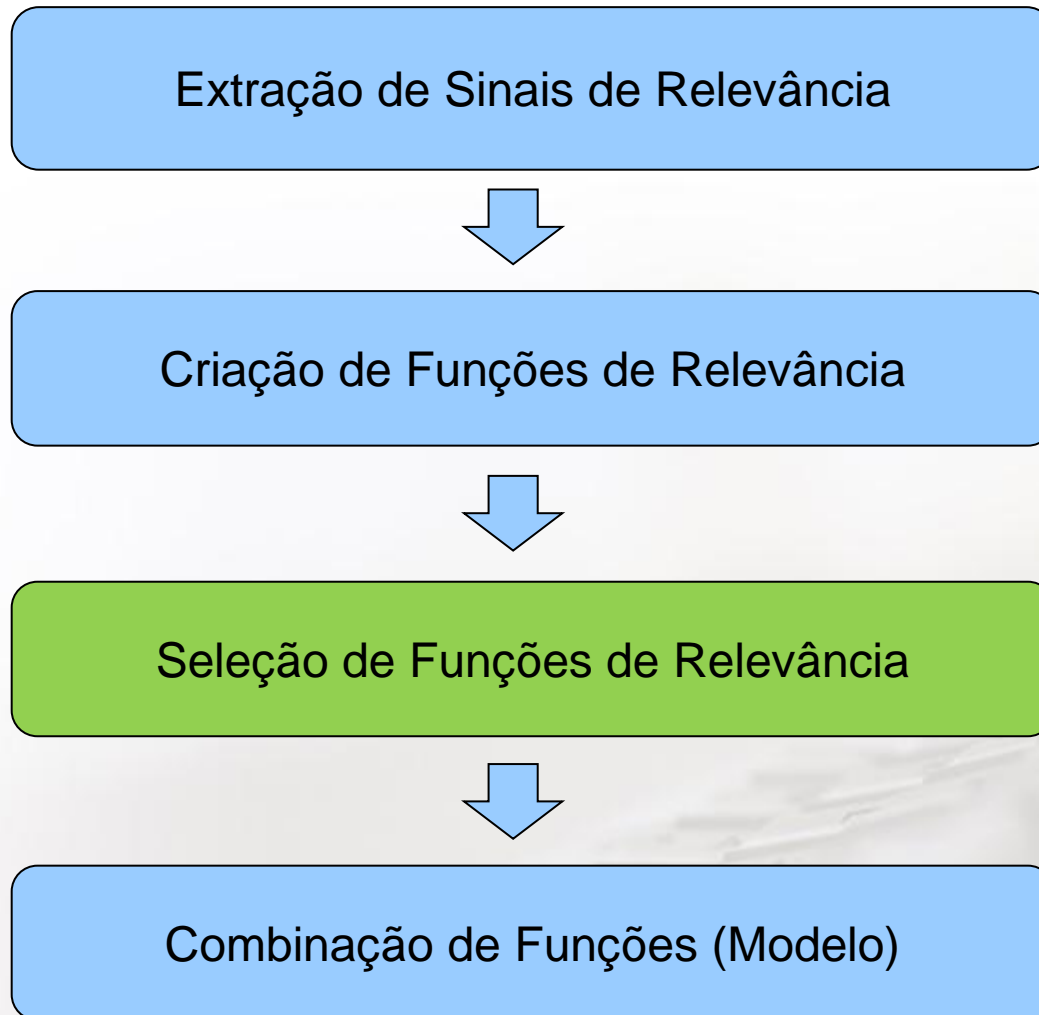 Extração de Sinais de Relevância
Criação de Funções de Relevância
Seleção de Funções de Relevância
Combinação de Funções (Modelo)